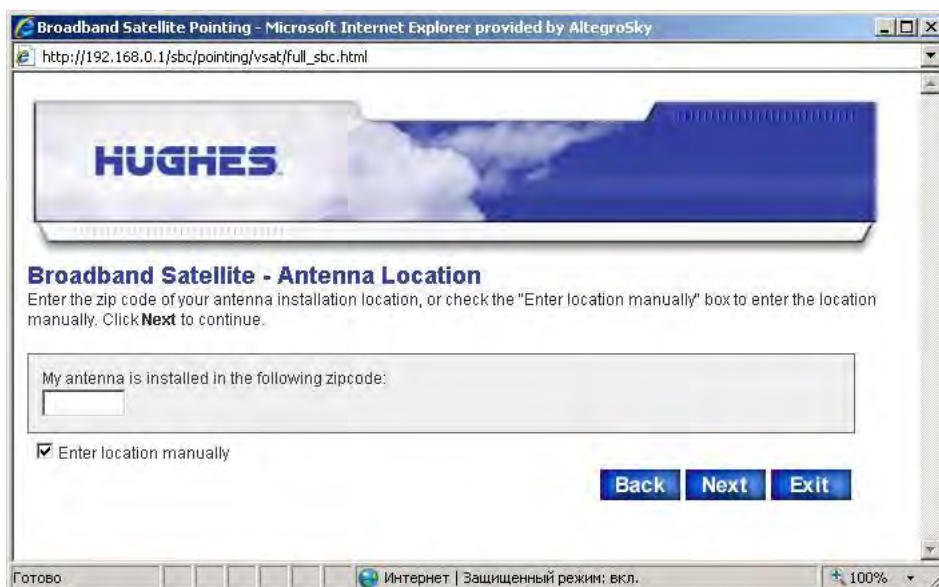 Broadband Satellite Pointing - Microsoft Internet Explorer provided by AltegroSky
http://192.168.0.1/sbc/pointing/vsat/full_sbc.html
HUGHES.
Broadband Satellite - Antenna Location
Enter the zip code of your antenna installation location, or check the "Enter location manually" box to enter the location
manually. Click Next to continue.
My antenna is installed in the following zipcode:
Enter location manually
Back Next Exit
Готово Интернет | Защищенный режим: вкл. 100%